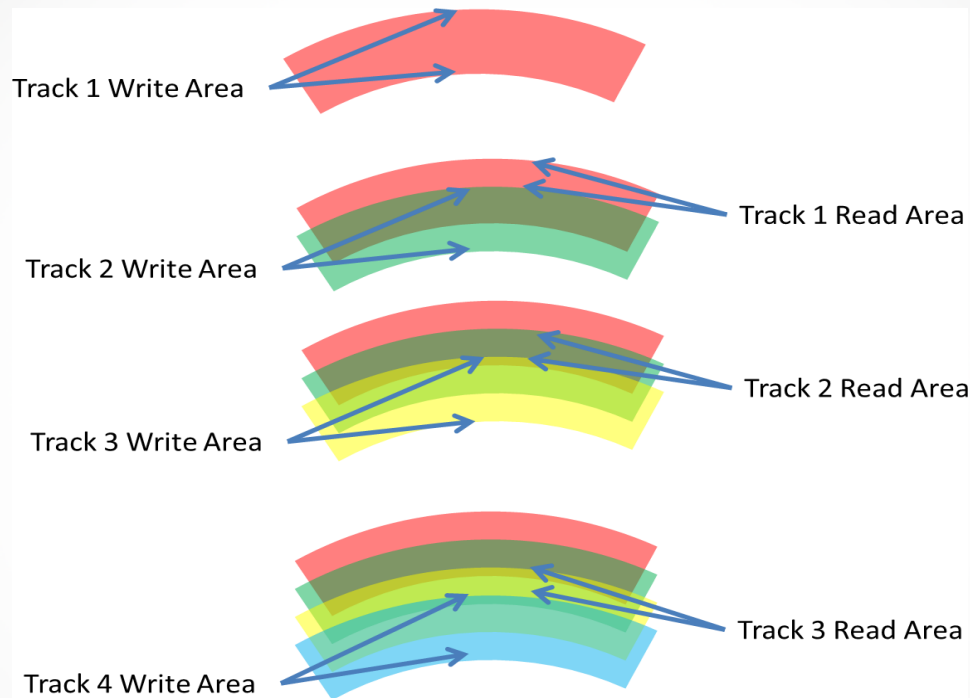 Track 1 Write Area
Track 1 Read Area
Track 2 Write Area
Track 2 Read Area
Track 3 Write Area
Track 3 Read Area
Track 4 Write Area